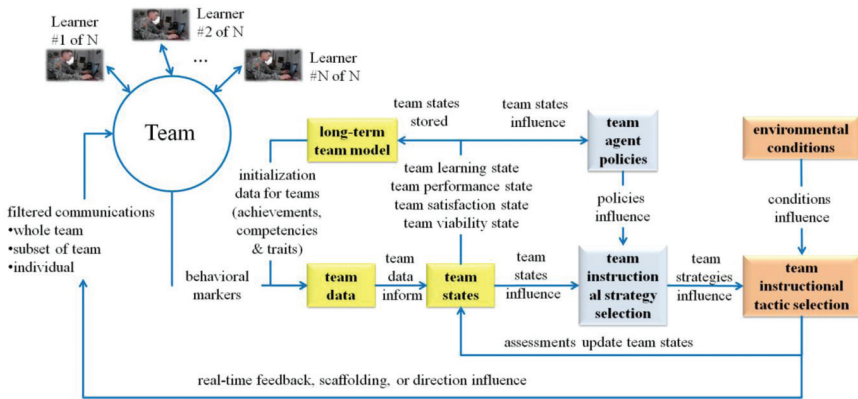 Learner
#1 of N
Learner
#2 of N
...
Learner
#N of N
Team
team states
stored
team states
influence
long-term
team model
team
agent
policies
environmental
conditions
initialization
data for teams
(achievements,
competencies
& traits)
team learning state
team performance state
team satisfaction state
team viability state
policies
influence
conditions
influence
filtered communications
•whole team
•subset of team
•individual
behavioral
markers
team
data
team
data
inform
team
states
team
states
influence
team
instruction
al strategy
selection
team
strategies
influence
team
instructional
tactic selection
assessments update team states
real-time feedback, scaffolding, or direction influence